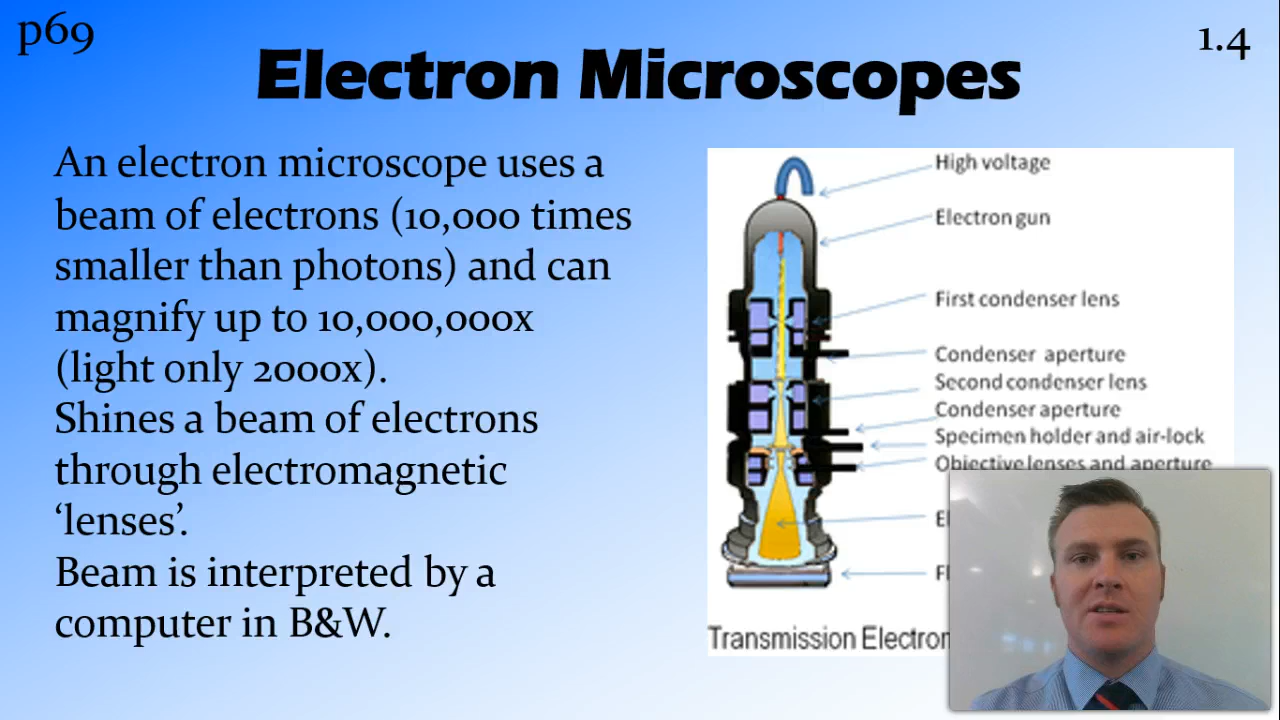 p69
1.4
Electron Microscopes
An electron microscope uses a
beam of electrons (10,000 times
smaller than photons) and can
magnify up to 10,000,000x
(light only 2000x).
Shines a beam of electrons
through electromagnetic
‘lenses’.
Beam is interpreted by a
computer in B&W.
High voltage
Electron gun
First condenser lens
Condenser aperture
Second condenser lens
Condenser aperture
Specimen holder and air-lock
Objective lenses and aperture
Transmission Electron